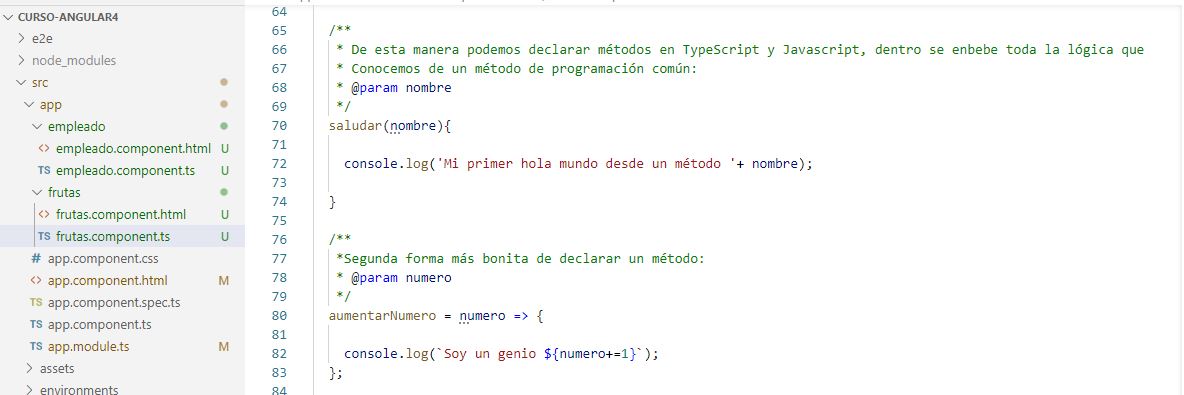 CURSO-ANGULAR4
e2e
node_modules
src
app
empleado
empleado.component.html U
TS empleado.component.ts U
frutas
frutas.component.html U
TS frutas.component.ts U
# app.component.css
app.component.html M
TS app.component.spec.ts
TS app.component.ts
TS app.module.ts M
assets
environments
64
65 /**
66 * De esta manera podemos declarar métodos en TypeScript y Javascript, dentro se enbebe toda la lógica que
67 * Conocemos de un método de programación común:
68 * @param nombre
69 */
70 saludar(nombre){
71
72 console.log('Mi primer hola mundo desde un método '+ nombre);
73
74 }
75
76 /**
77 *Segunda forma más bonita de declarar un método:
78 * @param numero
79 */
80 aumentarNumero = numero => {
81
82 console.log(`Soy un genio ${numero+=1}`);
83 };
84